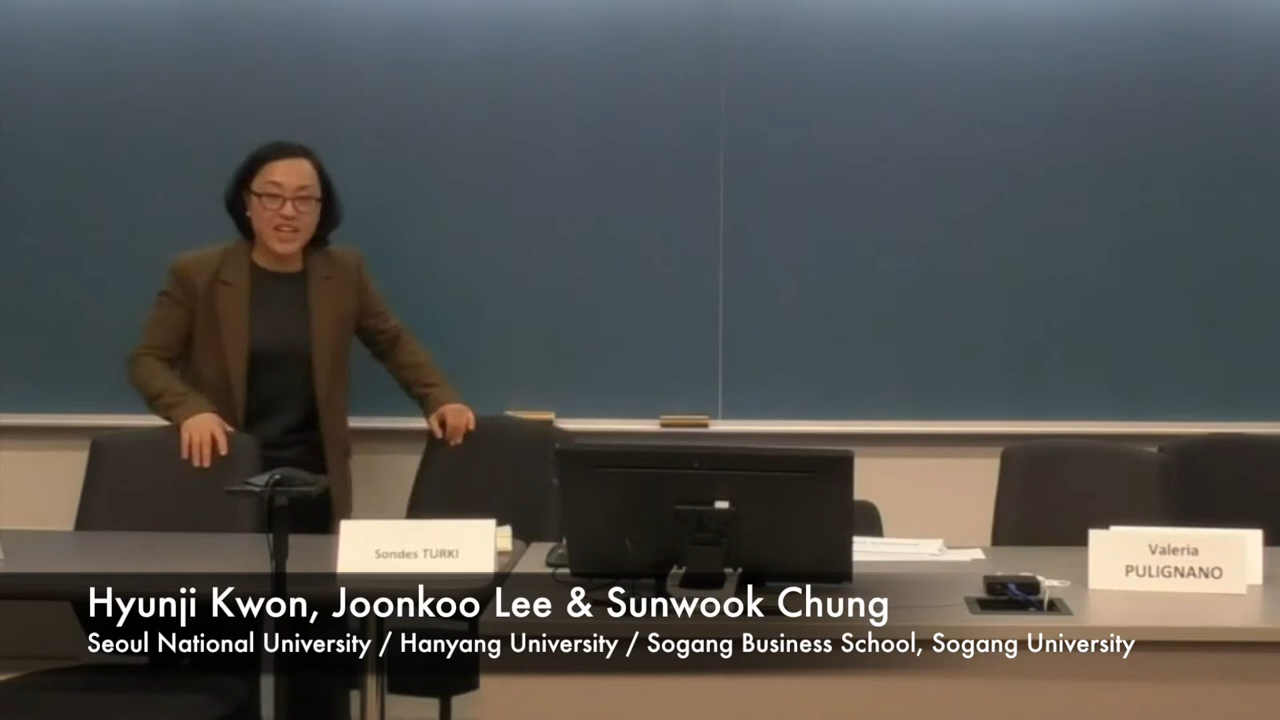 Sondes TURKI
Valeria
PULIGNANO
Hyunji Kwon, Joonkoo Lee & Sunwook Chung
Seoul National University / Hanyang University / Sogang Business School, Sogang University